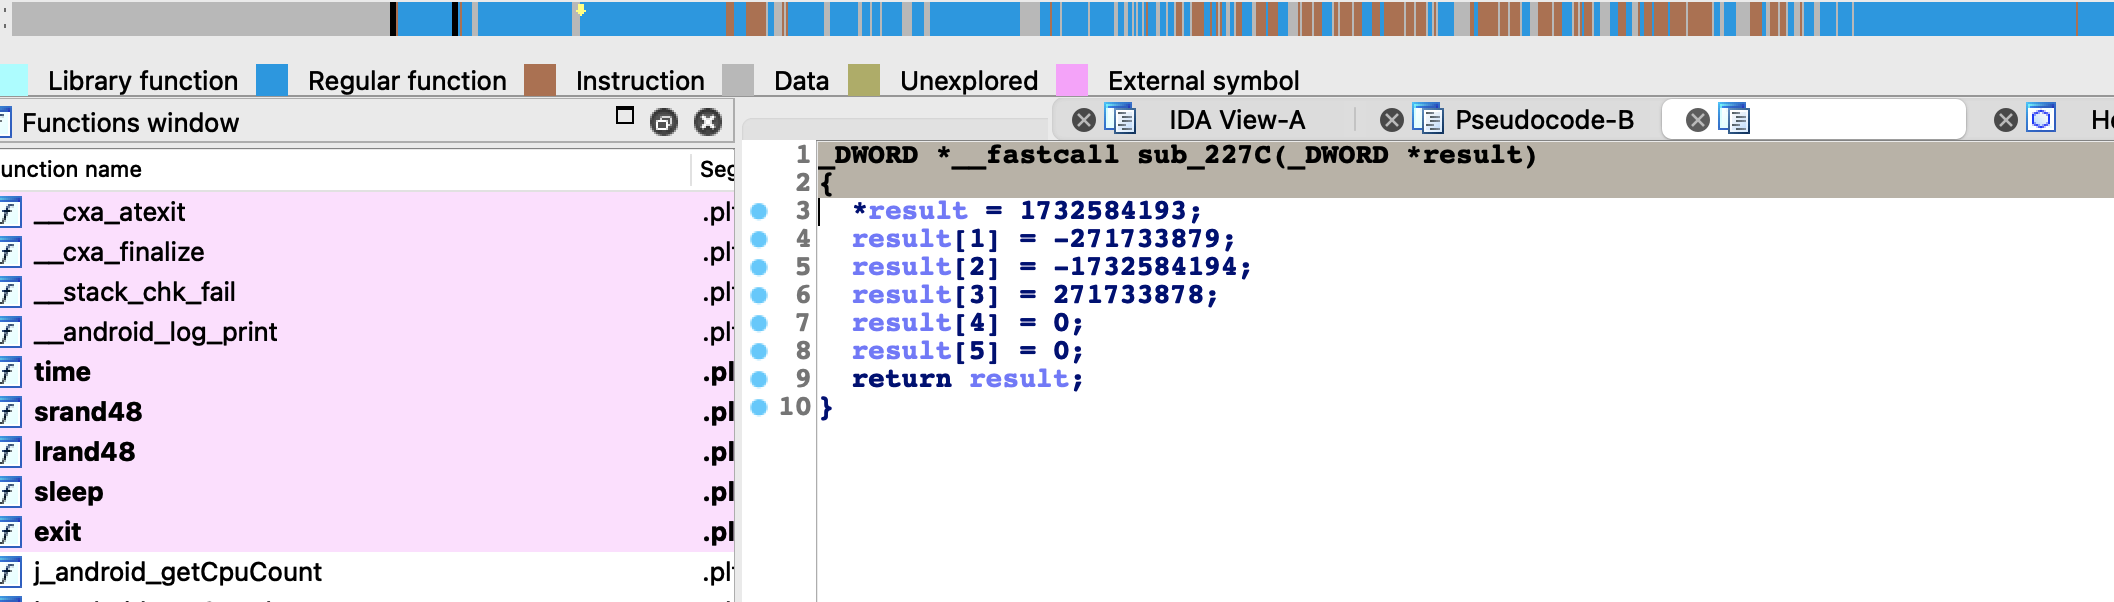 Library function Regular function Instruction Data Unexplored External symbol
Functions window
IDA View-A Pseudocode-B
unction name
__cxa_atexit .pl
__cxa_finalize .pl
__stack_chk_fail .pl
__android_log_print .pl
time .pl
srand48 .pl
lrand48 .pl
sleep .pl
exit .pl
j_android_getCpuCount .pl
1 _DWORD *__fastcall sub_227C(_DWORD *result)
2 {
3 *result = 1732584193;
4 result[1] = -271733879;
5 result[2] = -1732584194;
6 result[3] = 271733878;
7 result[4] = 0;
8 result[5] = 0;
9 return result;
10 }